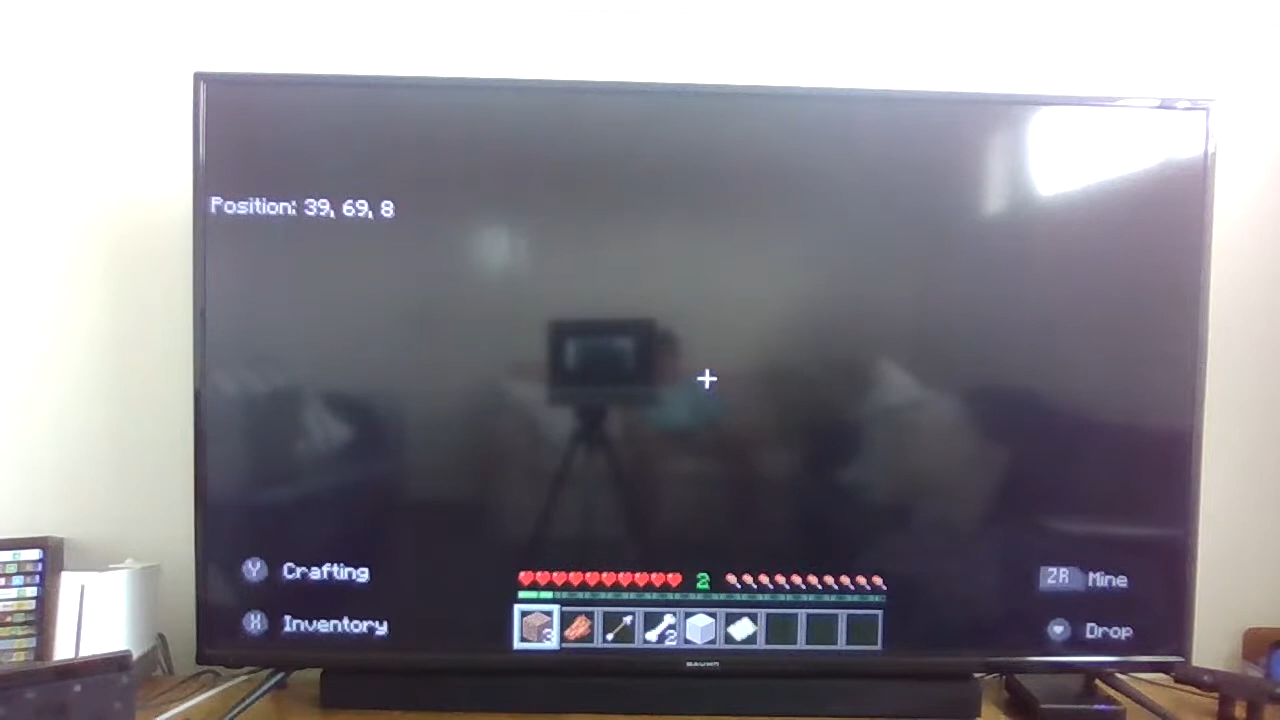 Position: 39, 69, 8
Y Crafting
ZR Mine
2
X Inventory
3
2
Drop